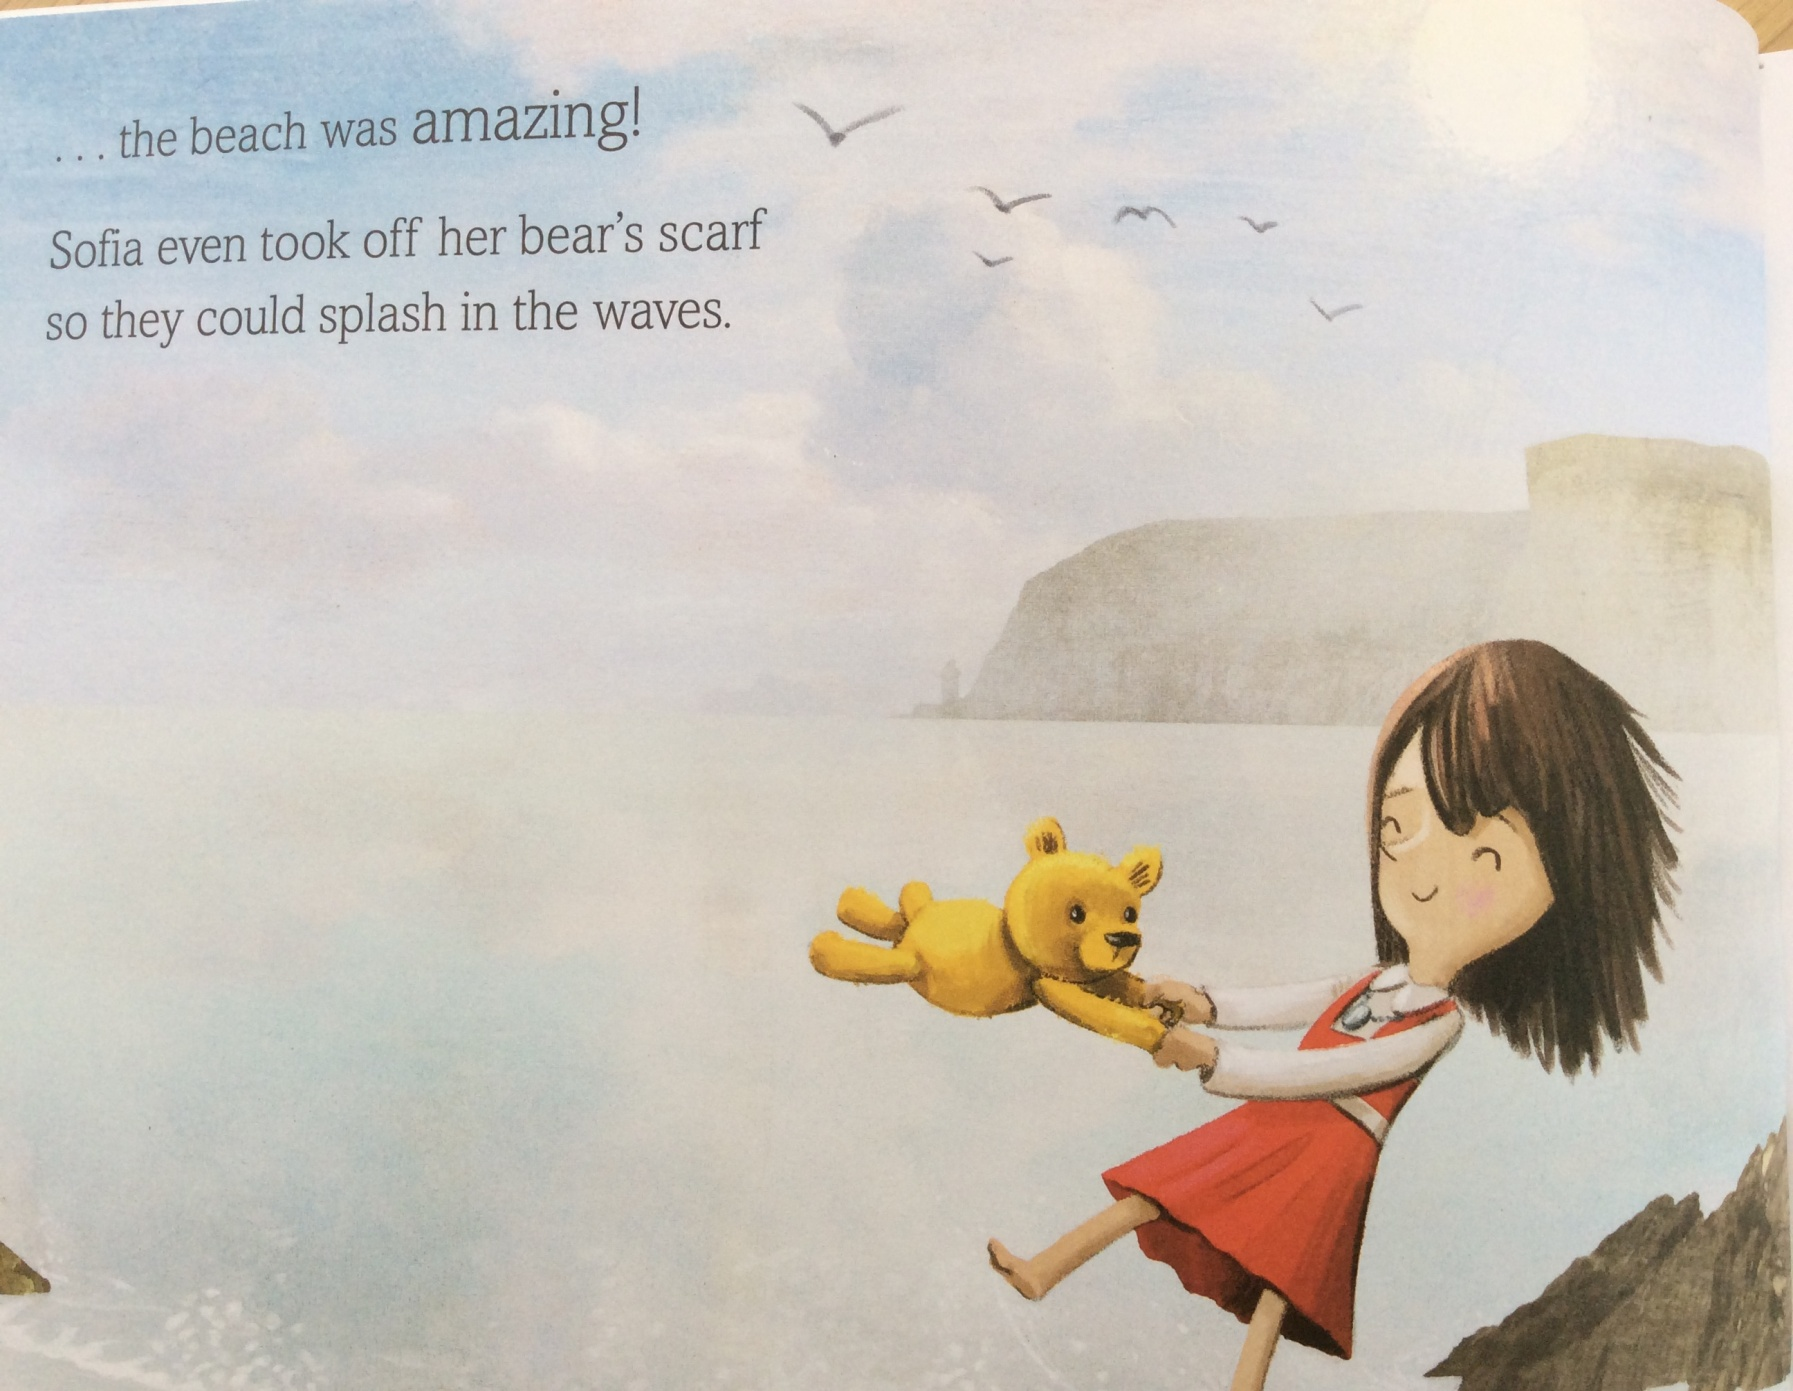 ... the beach was amazing!
Sofia even took off her bear's scarf
so they could splash in the waves.